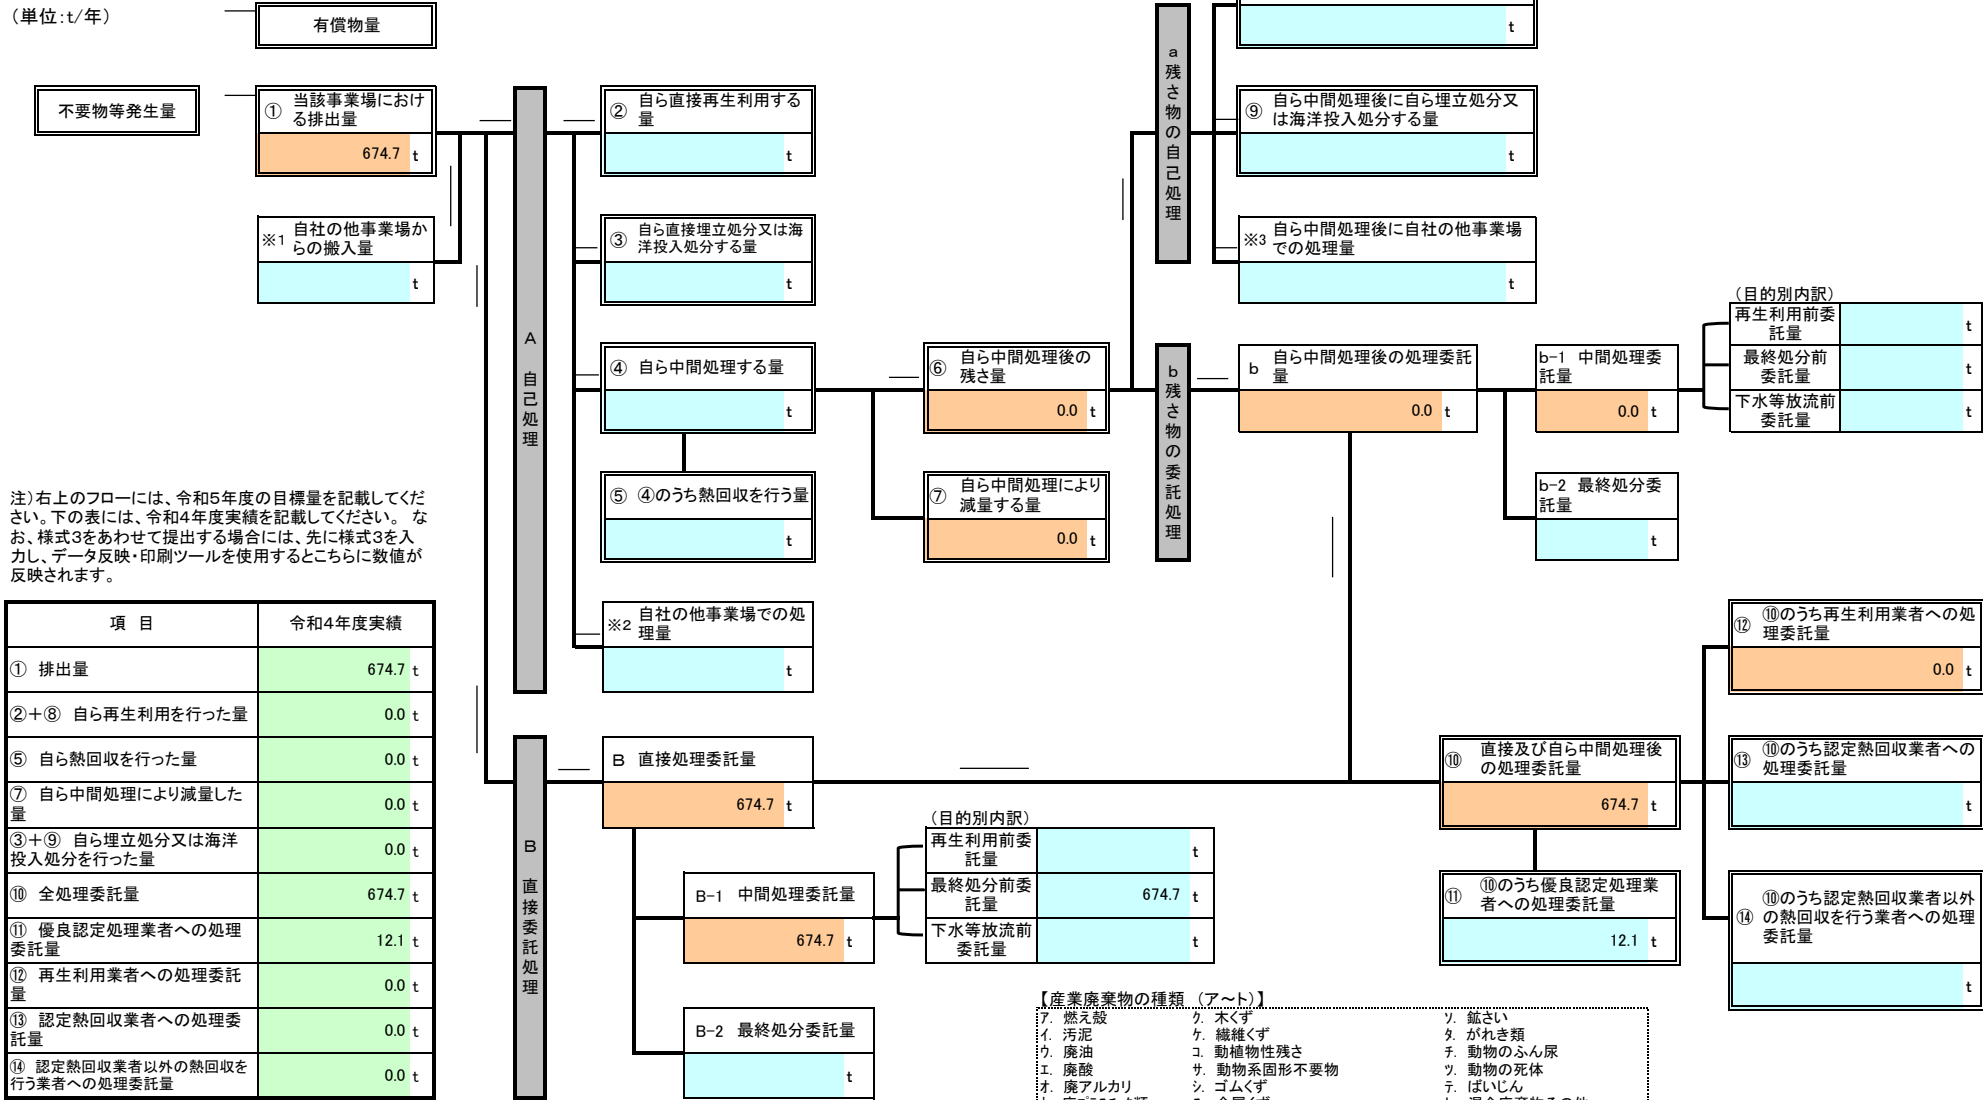 （単位：t/年）
有償物量
t
不要物等発生量
① 当該事業場におけ
る排出量
674.7 t
※1 自社の他事業場か
らの搬入量
t
A 自己処理
② 自ら直接再生利用する
量
t
③ 自ら直接埋立処分又は海
洋投入処分する量
t
④ 自ら中間処理する量
t
⑤ ④のうち熱回収を行う量
t
※2 自社の他事業場での処
理量
t
⑥ 自ら中間処理後の
残さ量
0.0 t
⑦ 自ら中間処理により
減量する量
0.0 t
a 残さ物の自己処理
⑨ 自ら中間処理後に自ら埋立処分又
は海洋投入処分する量
t
※3 自ら中間処理後に自社の他事業場
での処理量
t
b 残さ物の委託処理
b 自ら中間処理後の処理委託
量
0.0 t
b-1 中間処理委
託量
0.0 t
b-2 最終処分委
託量
t
（目的別内訳）
再生利用前委
託量
t
最終処分前
委託量
t
下水等放流前
委託量
t
注）右上のフローには、令和5年度の目標量を記載してくだ
さい。下の表には、令和4年度実績を記載してください。 な
お、様式3をあわせて提出する場合には、先に様式3を入
力し、データ反映・印刷ツールを使用するとこちらに数値が
反映されます。
項 目 令和4年度実績
① 排出量 674.7 t
②＋⑧ 自ら再生利用を行った量 0.0 t
⑤ 自ら熱回収を行った量 0.0 t
⑦ 自ら中間処理により減量した
量 0.0 t
③＋⑨ 自ら埋立処分又は海洋
投入処分を行った量 0.0 t
⑩ 全処理委託量 674.7 t
⑪ 優良認定処理業者への処理
委託量 12.1 t
⑫ 再生利用業者への処理委託
量 0.0 t
⑬ 認定熱回収業者への処理委
託量 0.0 t
⑭ 認定熱回収業者以外の熱回収を
行う業者への処理委託量 0.0 t
B 直接委託処理
B 直接処理委託量
674.7 t
B-1 中間処理委託量
674.7 t
B-2 最終処分委託量
t
（目的別内訳）
再生利用前委
託量
t
最終処分前委
託量
674.7 t
下水等放流前
委託量
t
⑩ 直接及び自ら中間処理後
の処理委託量
674.7 t
⑪ ⑩のうち優良認定処理業
者への処理委託量
12.1 t
⑫ ⑩のうち再生利用業者への処
理委託量
0.0 t
⑬ ⑩のうち認定熱回収業者への
処理委託量
t
⑭ ⑩のうち認定熱回収業者以外
の熱回収を行う業者への処理
委託量
t
【産業廃棄物の種類 （ア～ト）】
ア. 燃え殻 ク. 木くず ソ. 鉱さい
イ. 汚泥 ケ. 繊維くず タ. がれき類
ウ. 廃油 コ. 動植物性残さ チ. 動物のふん尿
エ. 廃酸 サ. 動物系固形不要物 ツ. 動物の死体
オ. 廃アルカリ シ. ゴムくず テ. ばいじん